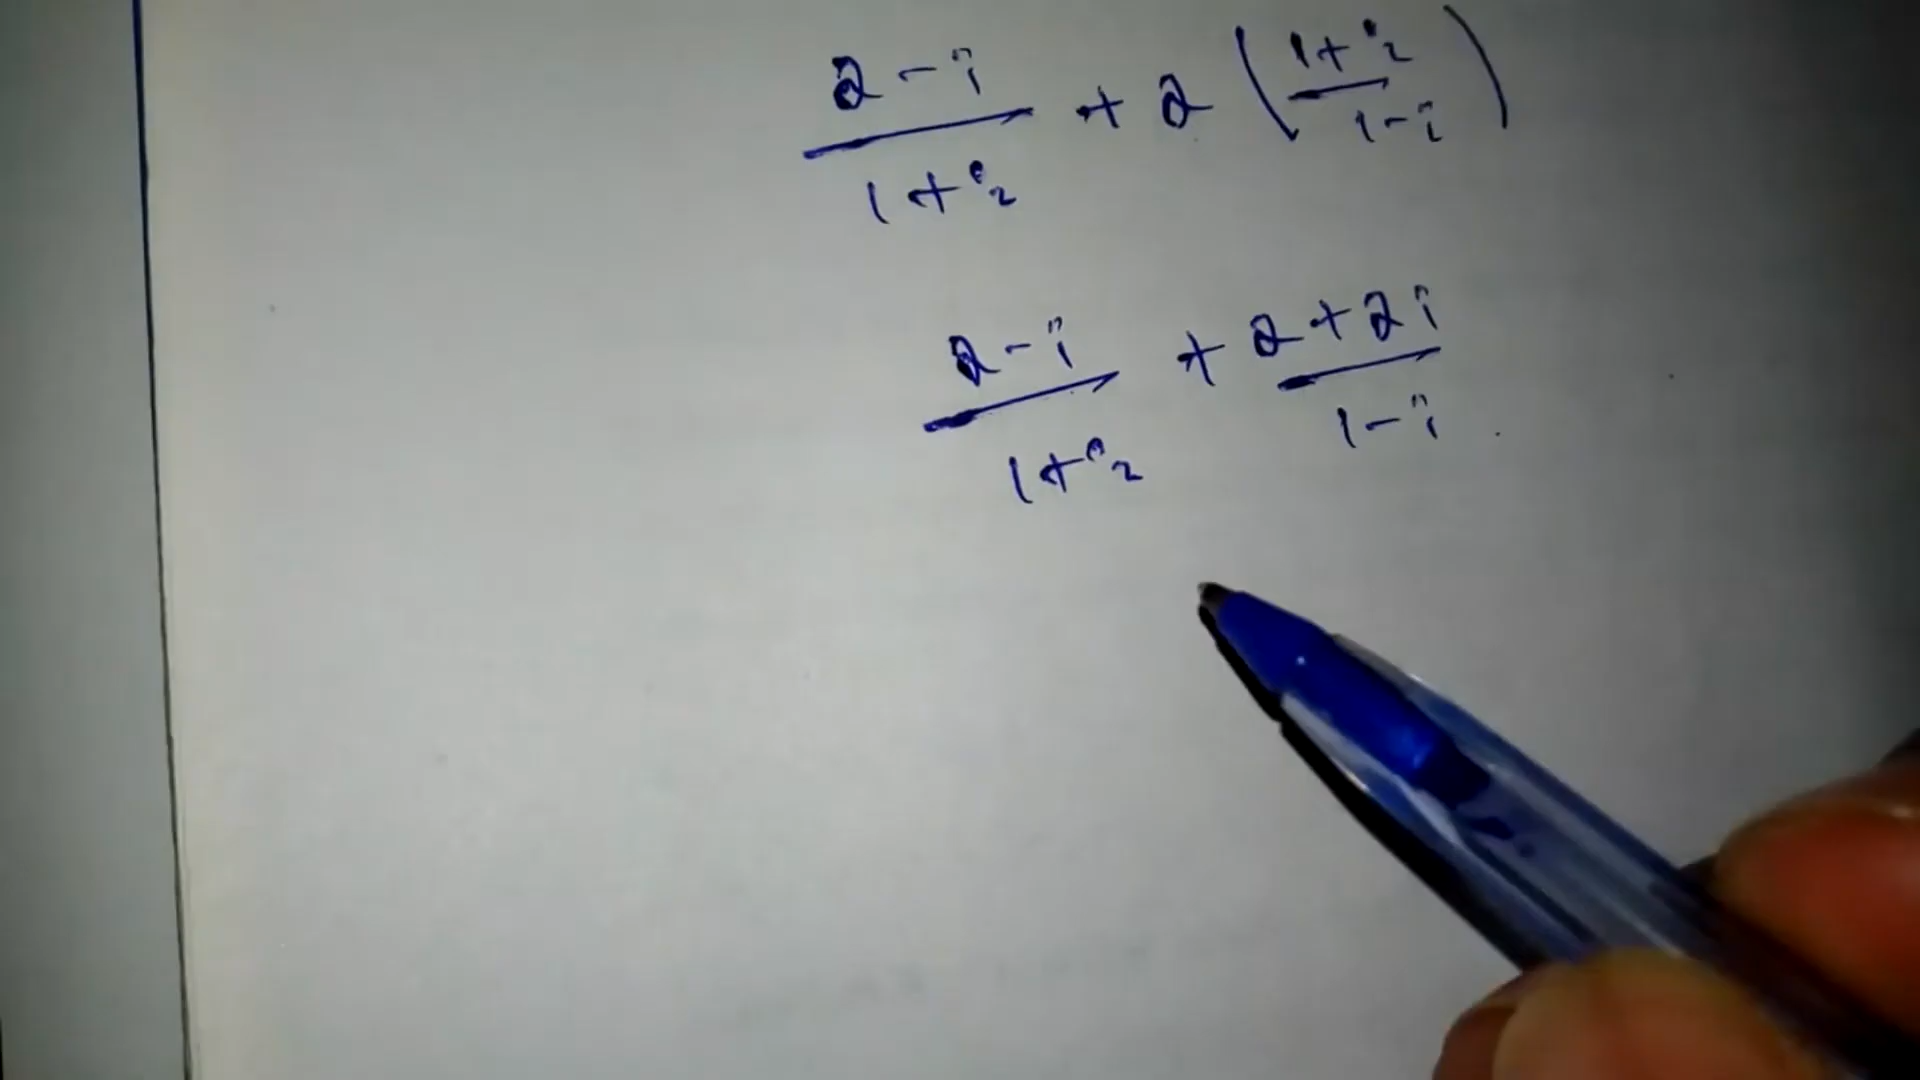 (2 - i)/(1 + i) + 2 ((1 + i)/(1 - i))
(2 - i)/(1 + i) + (2 + 2i)/(1 - i)